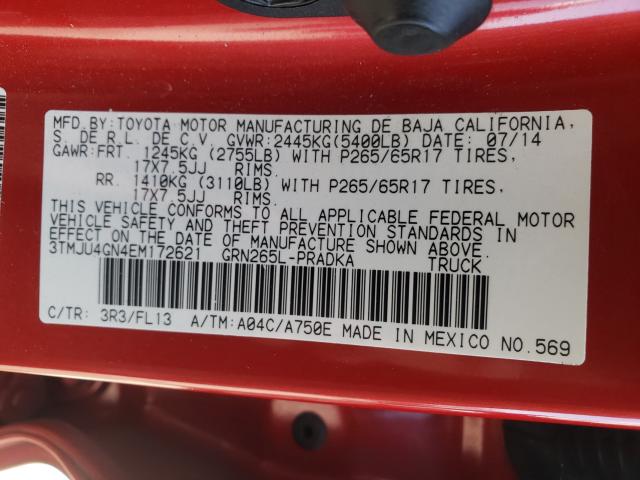 MFD.BY:TOYOTA MOTOR MANUFACTURING DE BAJA CALIFORNIA,
S. DE R.L. DE C.V. GVWR:2445KG(5400LB) DATE: 07/14
GAWR:FRT. 1245KG (2755LB) WITH P265/65R17 TIRES,
17X7.5JJ RIMS.
RR. 1410KG (3110LB) WITH P265/65R17 TIRES,
17X7.5JJ RIMS.
THIS VEHICLE CONFORMS TO ALL APPLICABLE FEDERAL MOTOR
VEHICLE SAFETY AND THEFT PREVENTION STANDARDS IN
EFFECT ON THE DATE OF MANUFACTURE SHOWN ABOVE.
3TMJU4GN4EM172621 GRN265L-PRADKA TRUCK
C/TR: 3R3/FL13 A/TM:A04C/A750E MADE IN MEXICO NO.569